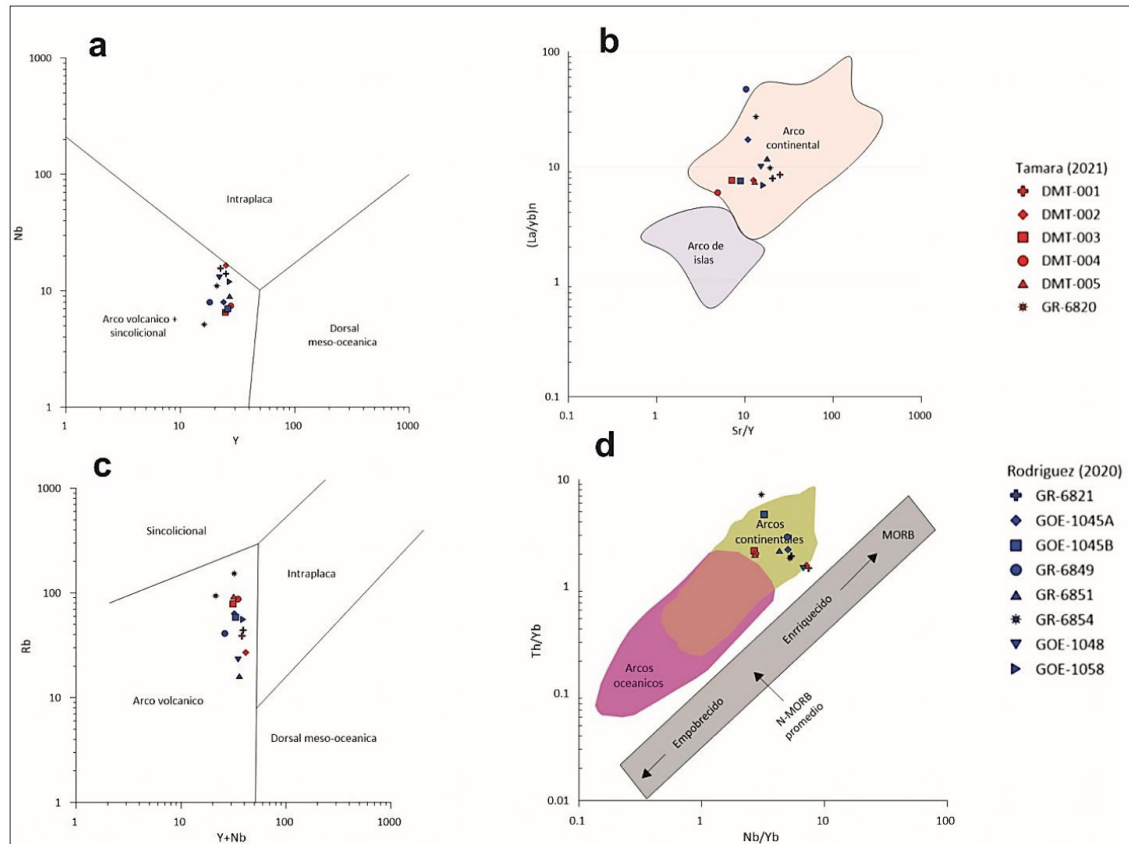 a
1000
100
10
1
Nb
Intraplaca
Arco volcanico +
sincolicional
Dorsal
meso-oceanica
1
10
100
1000
Y
b
100
10
1
0.1
(La/Yb)n
Arco
continental
Arco de
islas
0.1
1
10
100
1000
Sr/Y
Tamara (2021)
DMT-001
DMT-002
DMT-003
DMT-004
DMT-005
GR-6820
c
1000
100
10
1
Rb
Sincolicional
Intraplaca
Arco volcanico
Dorsal meso-oceanica
1
10
100
1000
Y+Nb
d
10
1
0.1
0.01
Th/Yb
Arcos
continentales
MORB
Enrriquecido
Arcos
oceanicos
Empobrecido
N-MORB
promedio
0.1
1
10
100
Nb/Yb
Rodriguez (2020)
GR-6821
GOE-1045A
GOE-1045B
GR-6849
GR-6851
GR-6854
GOE-1048
GOE-1058